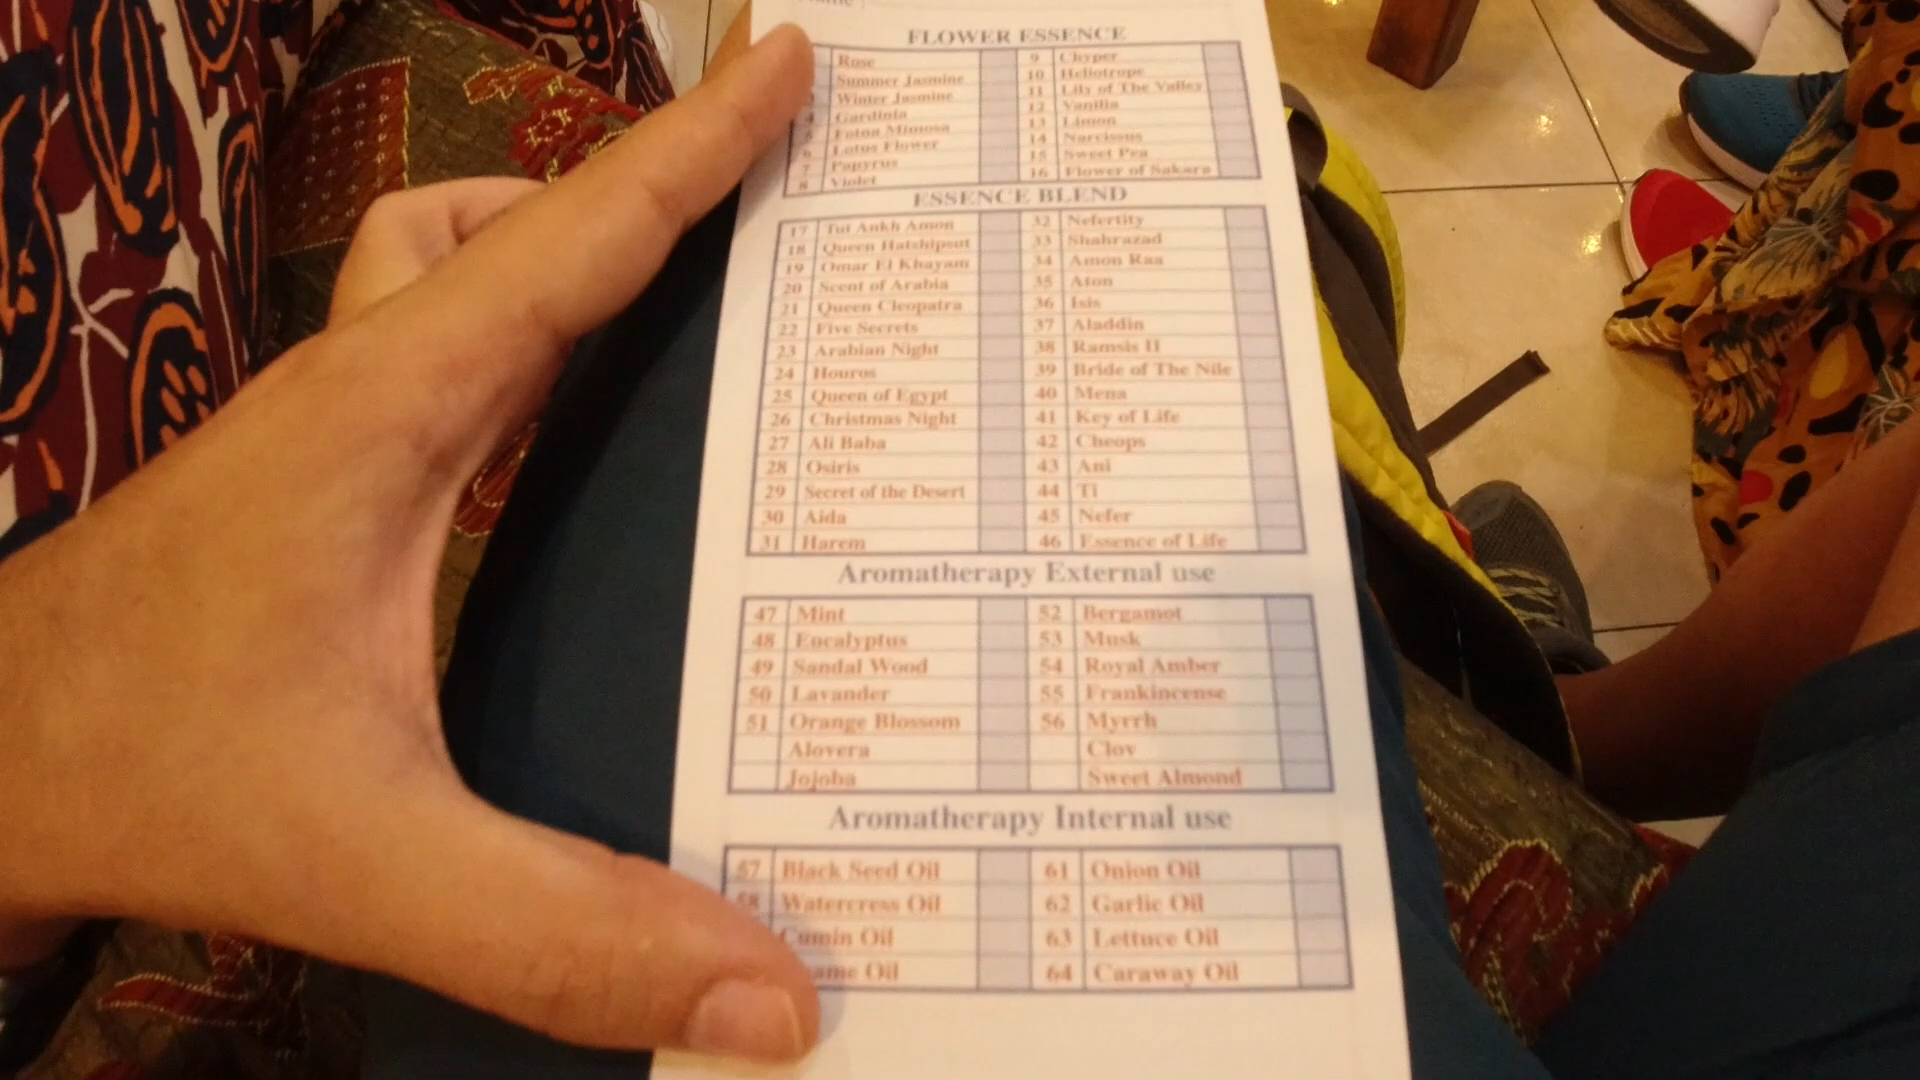 FLOWER ESSENCE
Rose 9 Chyper
Summer Jasmine 10 Heliotrope
Winter Jasmine 11 Lily of The Valley
4 Gardinia 12 Vanilia
5 Fotna Mimosa 13 Limon
6 Lotus Flower 14 Narcissus
7 Papyrus 15 Sweet Pea
8 Violet 16 Flower of Sakara
ESSENCE BLEND
17 Tut Ankh Amon 32 Nefertity
18 Queen Hatshipsut 33 Shahrazad
19 Omar El Khayam 34 Amon Raa
20 Scent of Arabia 35 Aton
21 Queen Cleopatra 36 Isis
22 Five Secrets 37 Aladdin
23 Arabian Night 38 Ramsis II
24 Houros 39 Bride of The Nile
25 Queen of Egypt 40 Mena
26 Christmas Night 41 Key of Life
27 Ali Baba 42 Cheops
28 Osiris 43 Ani
29 Secret of the Desert 44 Ti
30 Aida 45 Nefer
31 Harem 46 Essence of Life
Aromatherapy External use
47 Mint 52 Bergamot
48 Eucalyptus 53 Musk
49 Sandal Wood 54 Royal Amber
50 Lavander 55 Frankincense
51 Orange Blossom 56 Myrrh
Alovera Clov
Jojoba Sweet Almond
Aromatherapy Internal use
57 Black Seed Oil 61 Onion Oil
58 Watercress Oil 62 Garlic Oil
Cumin Oil 63 Lettuce Oil
ame Oil 64 Caraway Oil